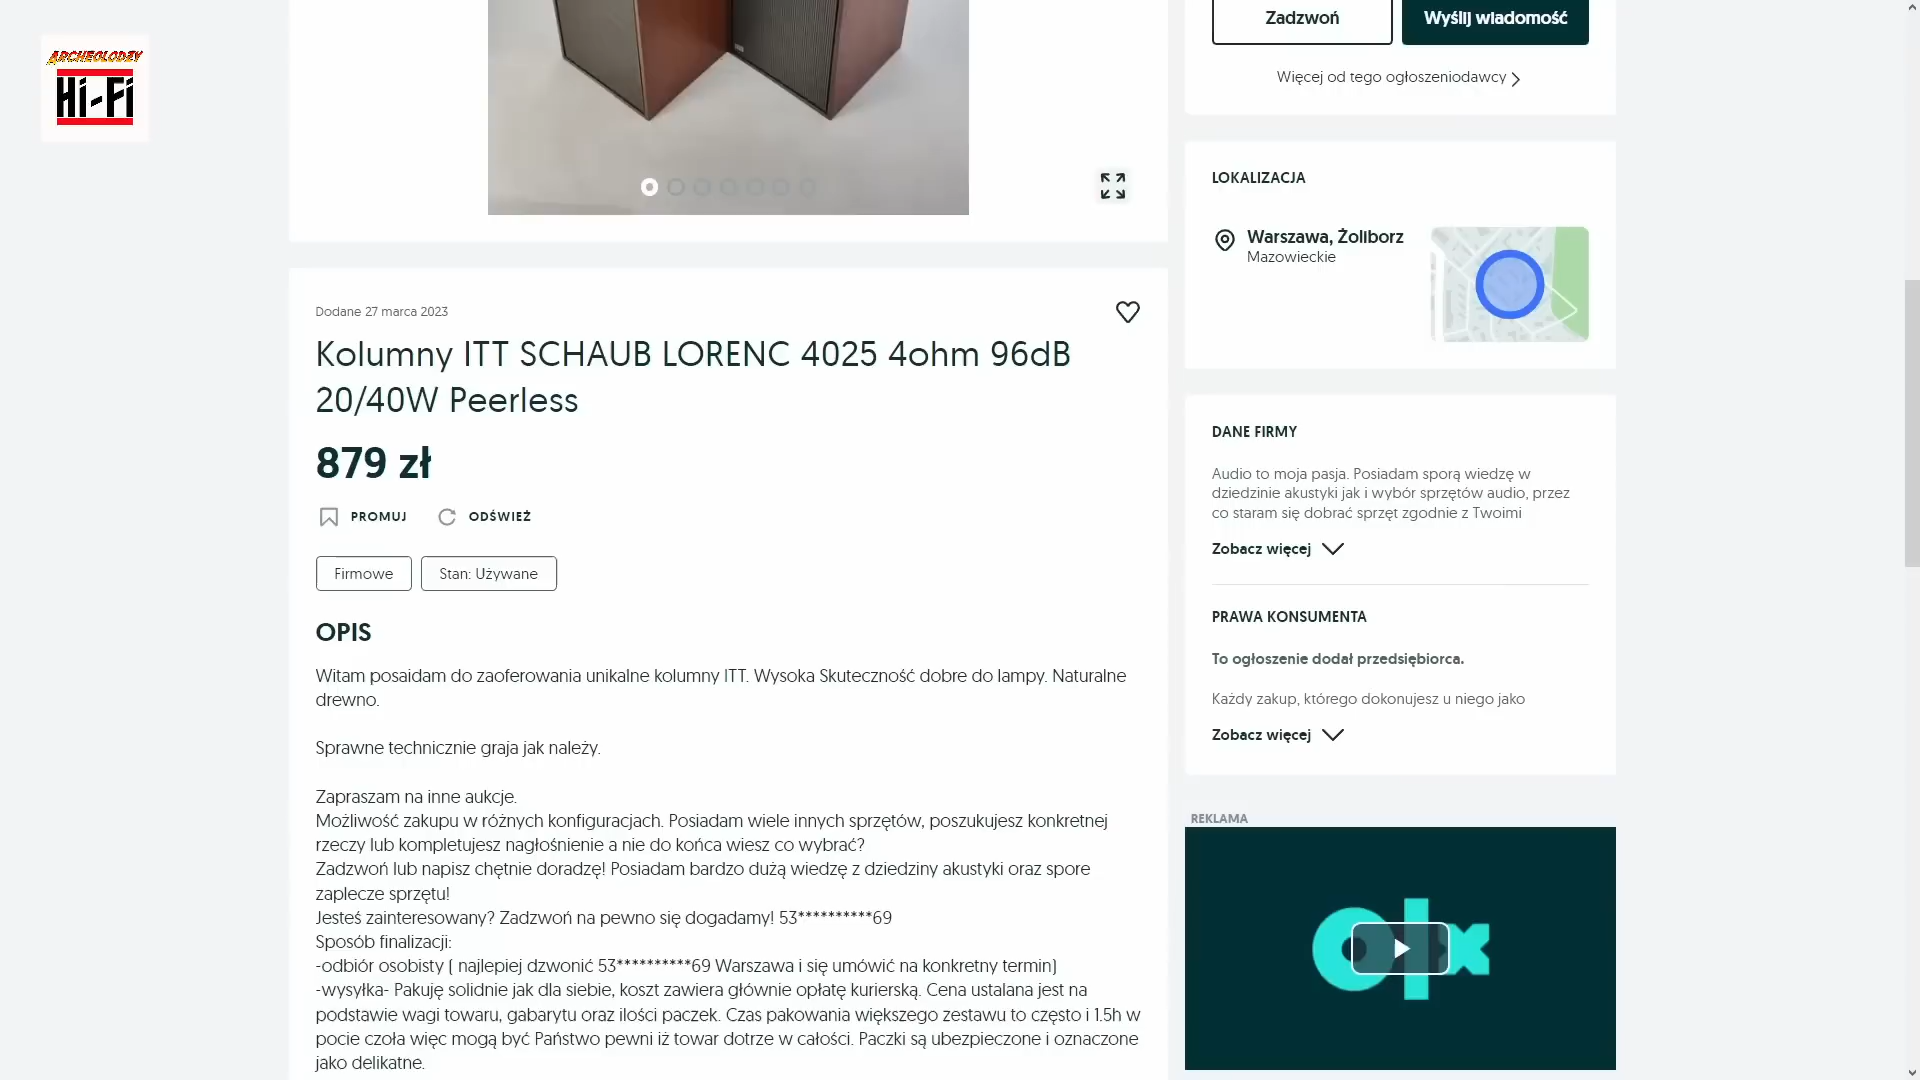 ARCHEOLODZY
Hi-Fi
Zadzwoń
Wyślij wiadomość
Więcej od tego ogłoszeniodawcy
LOKALIZACJA
Warszawa, Żoliborz
Mazowieckie
Dodane 27 marca 2023
Kolumny ITT SCHAUB LORENC 4025 4ohm 96dB
20/40W Peerless
879 zł
PROMUJ
ODŚWIEŻ
Firmowe
Stan: Używane
OPIS
Witam posaidam do zaoferowania unikalne kolumny ITT. Wysoka Skuteczność dobre do lampy. Naturalne
drewno.
Sprawne technicznie graja jak należy.
Zapraszam na inne aukcje.
Możliwość zakupu w różnych konfiguracjach. Posiadam wiele innych sprzętów, poszukujesz konkretnej
rzeczy lub kompletujesz nagłośnienie a nie do końca wiesz co wybrać?
Zadzwoń lub napisz chętnie doradzę! Posiadam bardzo dużą wiedzę z dziedziny akustyki oraz spore
zaplecze sprzętu!
Jesteś zainteresowany? Zadzwoń na pewno się dogadamy! 53**********69
Sposób finalizacji:
-odbiór osobisty ( najlepiej dzwonić 53**********69 Warszawa i się umówić na konkretny termin)
-wysyłka- Pakuję solidnie jak dla siebie, koszt zawiera głównie opłatę kurierską. Cena ustalana jest na
podstawie wagi towaru, gabarytu oraz ilości paczek. Czas pakowania większego zestawu to często i 1.5h w
pocie czoła więc mogą być Państwo pewni iż towar dotrze w całości. Paczki są ubezpieczone i oznaczone
jako delikatne.
DANE FIRMY
Audio to moja pasja. Posiadam sporą wiedzę w
dziedzinie akustyki jak i wybór sprzętów audio, przez
co staram się dobrać sprzęt zgodnie z Twoimi
Zobacz więcej
PRAWA KONSUMENTA
To ogłoszenie dodał przedsiębiorca.
Każdy zakup, którego dokonujesz u niego jako
Zobacz więcej
REKLAMA
olx